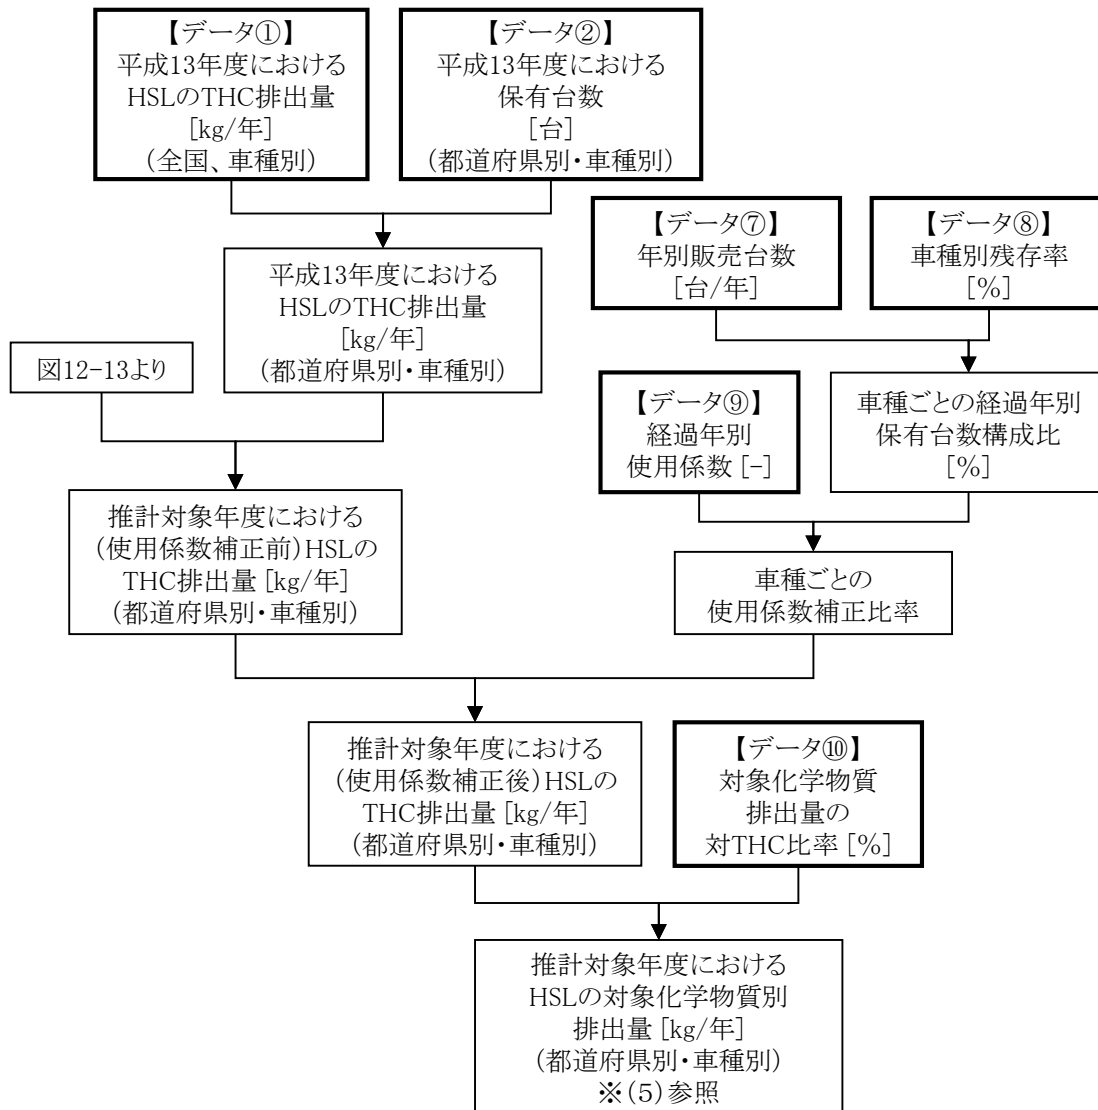 【データ①】
平成13年度における
HSLのTHC排出量
[kg/年]
(全国、車種別)
【データ②】
平成13年度における
保有台数
[台]
(都道府県別・車種別)
【データ⑦】
年別販売台数
[台/年]
【データ⑧】
車種別残存率
[%]
平成13年度における
HSLのTHC排出量
[kg/年]
(都道府県別・車種別)
図12-13より
【データ⑨】
経過年別
使用係数 [-]
車種ごとの経過年別
保有台数構成比
[%]
推計対象年度における
(使用係数補正前)HSLの
THC排出量 [kg/年]
(都道府県別・車種別)
車種ごとの
使用係数補正比率
推計対象年度における
(使用係数補正後)HSLの
THC排出量 [kg/年]
(都道府県別・車種別)
【データ⑩】
対象化学物質
排出量の
対THC比率 [%]
推計対象年度における
HSLの対象化学物質別
排出量 [kg/年]
(都道府県別・車種別)
※(5)参照